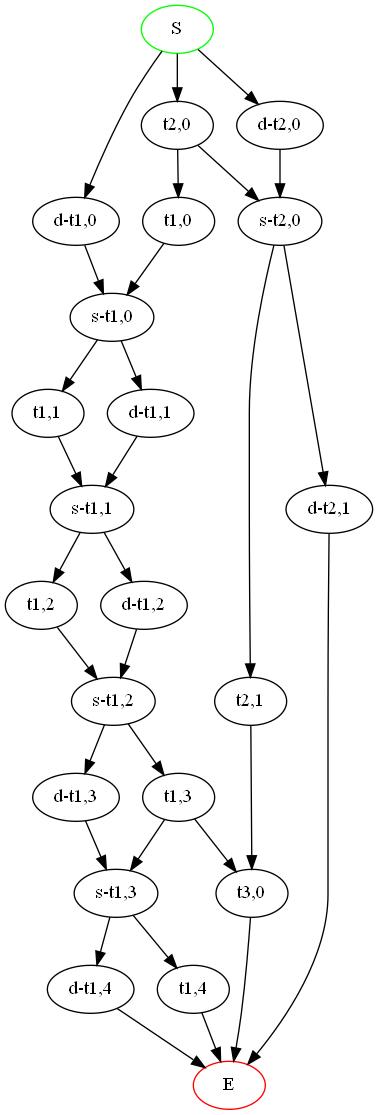 S
t2,0
d-t2,0
d-t1,0
t1,0
s-t2,0
s-t1,0
t1,1
d-t1,1
s-t1,1
d-t2,1
t1,2
d-t1,2
s-t1,2
t2,1
d-t1,3
t1,3
s-t1,3
t3,0
d-t1,4
t1,4
E